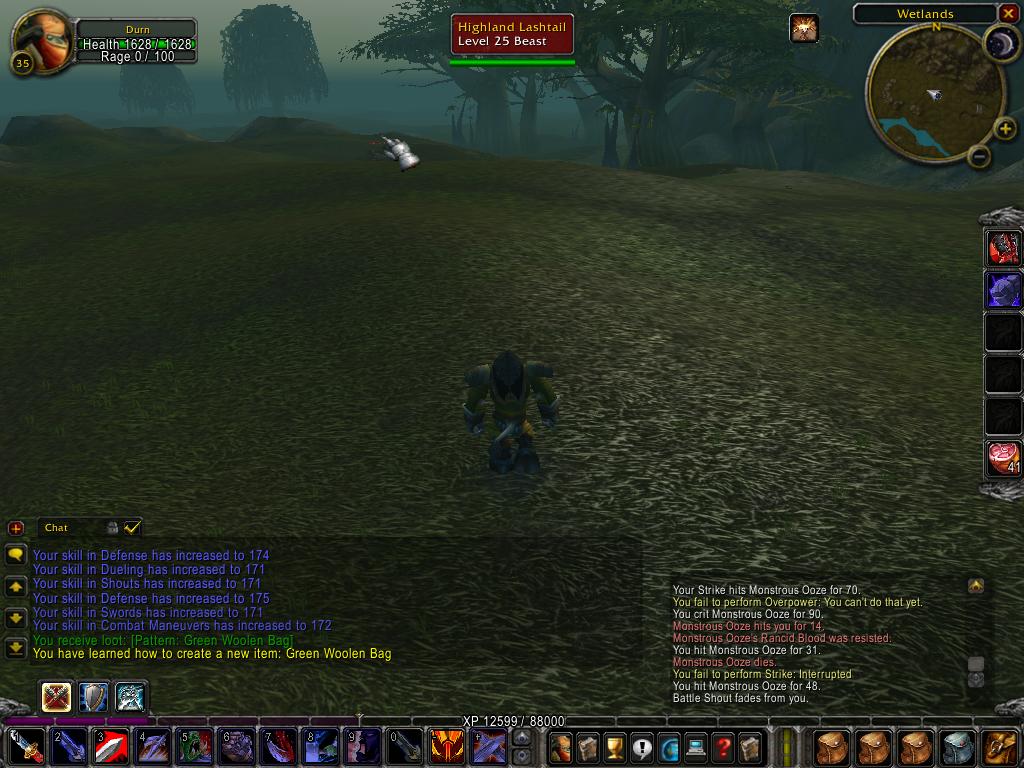 Durn
Health 1628 / 1628
Rage 0 / 100
35
Highland Lashtail
Level 25 Beast
Wetlands
N
41
Chat
Your skill in Defense has increased to 174
Your skill in Dueling has increased to 171
Your skill in Shouts has increased to 171
Your skill in Defense has increased to 175
Your skill in Swords has increased to 171
Your skill in Combat Maneuvers has increased to 172
You receive loot: [Pattern: Green Woolen Bag]
You have learned how to create a new item: Green Woolen Bag
Your Strike hits Monstrous Ooze for 70.
You fail to perform Overpower: You can't do that yet.
You crit Monstrous Ooze for 90.
Monstrous Ooze hits you for 14.
Monstrous Ooze's Rancid Blood was resisted.
You hit Monstrous Ooze for 31.
Monstrous Ooze dies.
You fail to perform Strike: Interrupted
You hit Monstrous Ooze for 48.
Battle Shout fades from you.
XP 12599 / 88000
1 2 3 4 5 6 7 8 9 0 - +